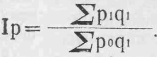 Ip = ∑p₁q₁ / ∑p₀q₁.